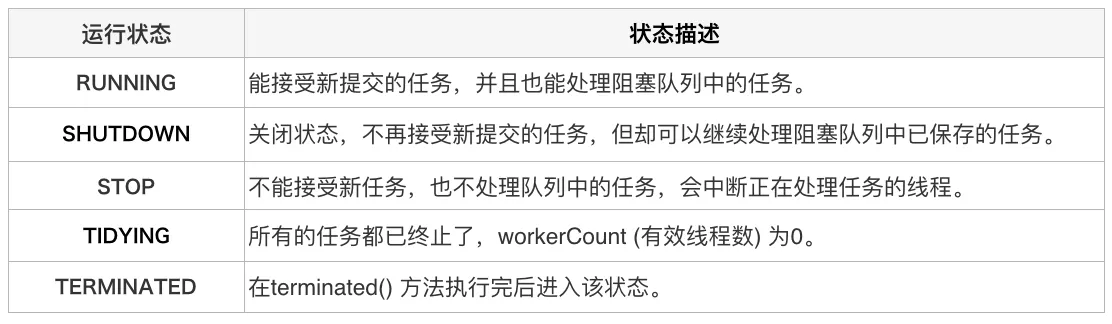 运行状态 状态描述
RUNNING 能接受新提交的任务，并且也能处理阻塞队列中的任务。
SHUTDOWN 关闭状态，不再接受新提交的任务，但却可以继续处理阻塞队列中已保存的任务。
STOP 不能接受新任务，也不处理队列中的任务，会中断正在处理任务的线程。
TIDYING 所有的任务都已终止了，workerCount (有效线程数) 为0。
TERMINATED 在terminated() 方法执行完后进入该状态。